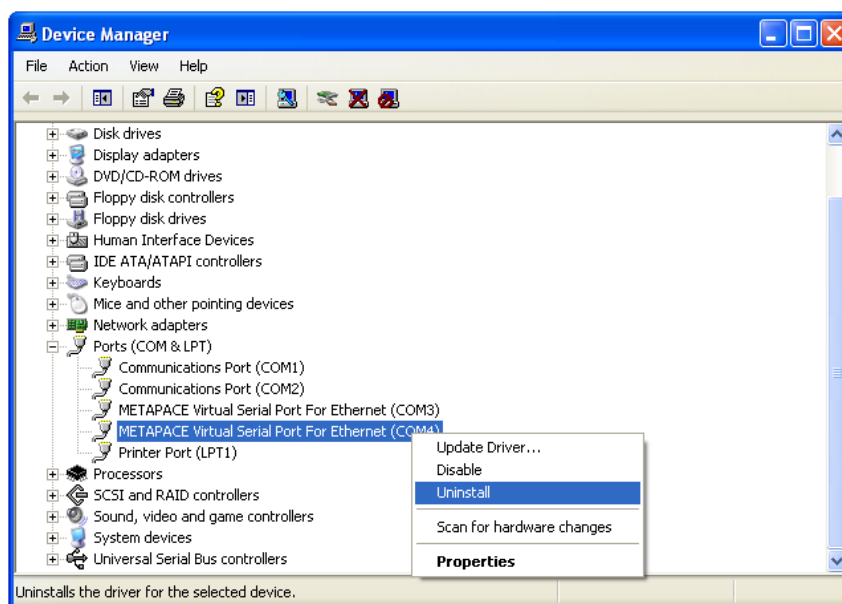 Device Manager
File Action View Help
Disk drives
Display adapters
DVD/CD-ROM drives
Floppy disk controllers
Floppy disk drives
Human Interface Devices
IDE ATA/ATAPI controllers
Keyboards
Mice and other pointing devices
Network adapters
Ports (COM & LPT)
Communications Port (COM1)
Communications Port (COM2)
METAPACE Virtual Serial Port For Ethernet (COM3)
METAPACE Virtual Serial Port For Ethernet (COM4)
Printer Port (LPT1)
Processors
SCSI and RAID controllers
Sound, video and game controllers
System devices
Universal Serial Bus controllers
Update Driver...
Disable
Uninstall
Scan for hardware changes
Properties
Uninstalls the driver for the selected device.